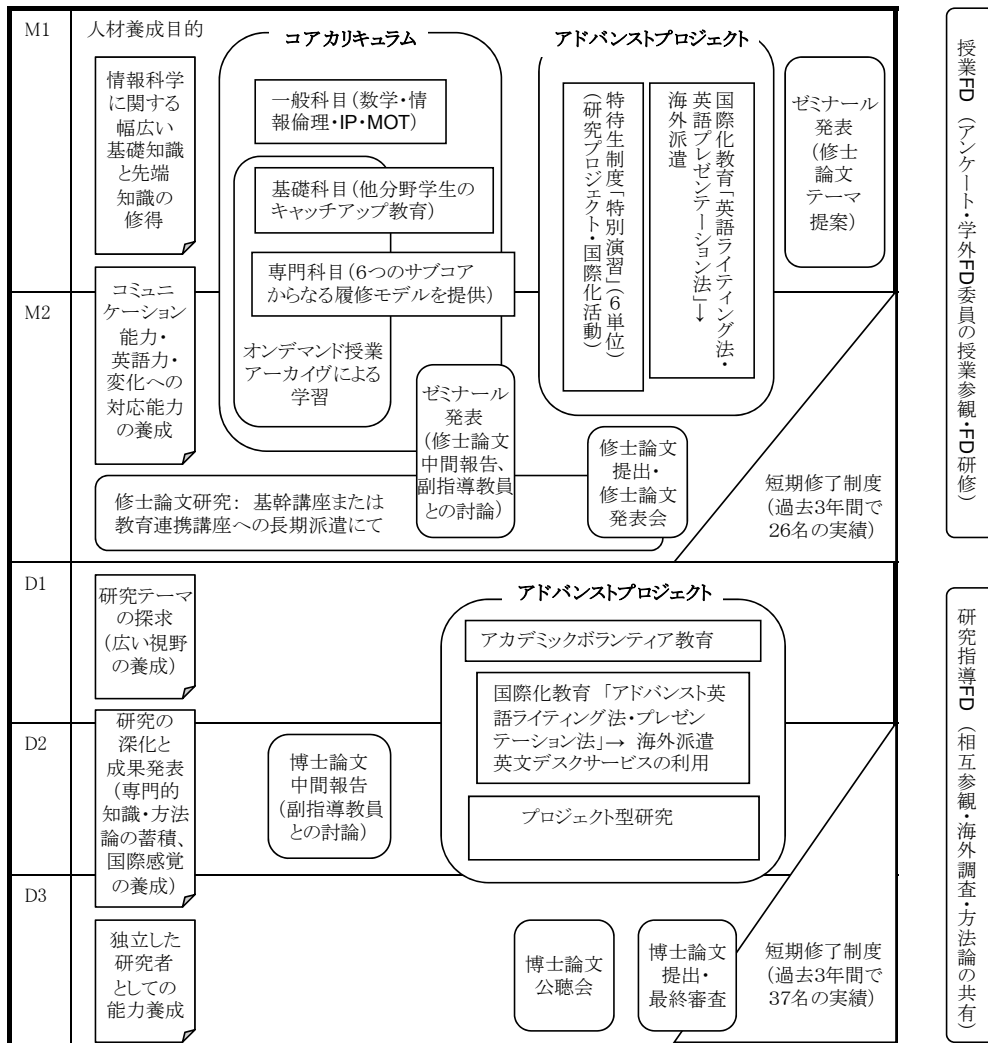 M1
人材養成目的
情報科学
に関する
幅広い
基礎知識
と先端
知識の
修得
コアカリキュラム
一般科目(数学・情
報倫理・IP・MOT)
基礎科目(他分野学生の
キャッチアップ教育)
専門科目(6つのサブコア
からなる履修モデルを提供)
オンデマンド授業
アーカイヴによる
学習
アドバンストプロジェクト
特待生制度「特別演習」(6単位)
(研究プロジェクト・国際化活動)
国際化教育「英語ライティング法・
英語プレゼンテーション法」→
海外派遣
ゼミナール
発表
(修士
論文
テーマ
提案)
M2
コミュニ
ケーション
能力・
英語力・
変化への
対応能力
の養成
ゼミナール
発表
(修士論文
中間報告、
副指導教員
との討論)
修士論文
提出・
修士論文
発表会
修士論文研究: 基幹講座または
教育連携講座への長期派遣にて
短期修了制度
(過去3年間で
26名の実績)
授業FD (アンケート・学外FD委員の授業参観・FD研修)
D1
研究テーマ
の探求
(広い視野
の養成)
アドバンストプロジェクト
アカデミックボランティア教育
国際化教育 「アドバンスト英
語ライティング法・プレゼン
テーション法」→ 海外派遣
英文デスクサービスの利用
プロジェクト型研究
D2
研究の
深化と
成果発表
(専門的
知識・方法
論の蓄積、
国際感覚
の養成)
博士論文
中間報告
(副指導教員
との討論)
D3
独立した
研究者
としての
能力養成
博士論文
公聴会
博士論文
提出・
最終審査
短期修了制度
(過去3年間で
37名の実績)
研究指導FD (相互参観・海外調査・方法論の共有)